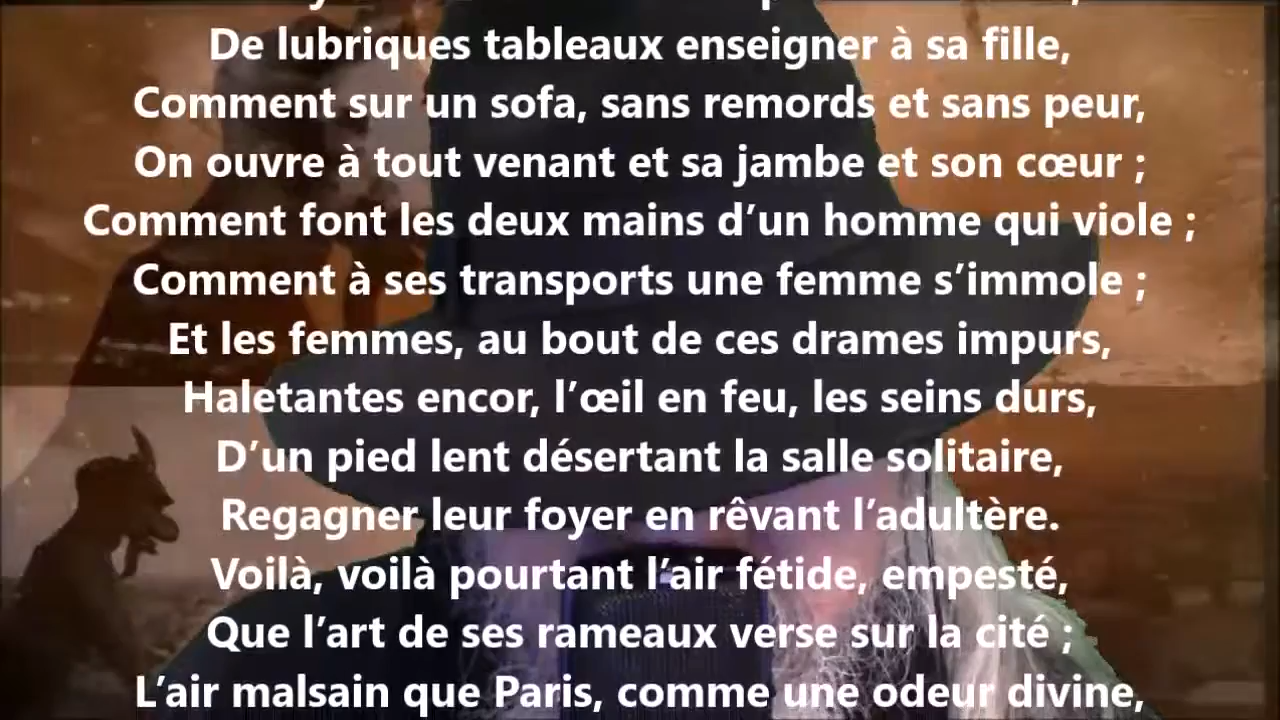 De lubriques tableaux enseigner à sa fille,
Comment sur un sofa, sans remords et sans peur,
On ouvre à tout venant et sa jambe et son cœur ;
Comment font les deux mains d’un homme qui viole ;
Comment à ses transports une femme s’immole ;
Et les femmes, au bout de ces drames impurs,
Haletantes encor, l’œil en feu, les seins durs,
D’un pied lent désertant la salle solitaire,
Regagner leur foyer en rêvant l’adultère.
Voilà, voilà pourtant l’air fétide, empesté,
Que l’art de ses rameaux verse sur la cité ;
L’air malsain que Paris, comme une odeur divine,